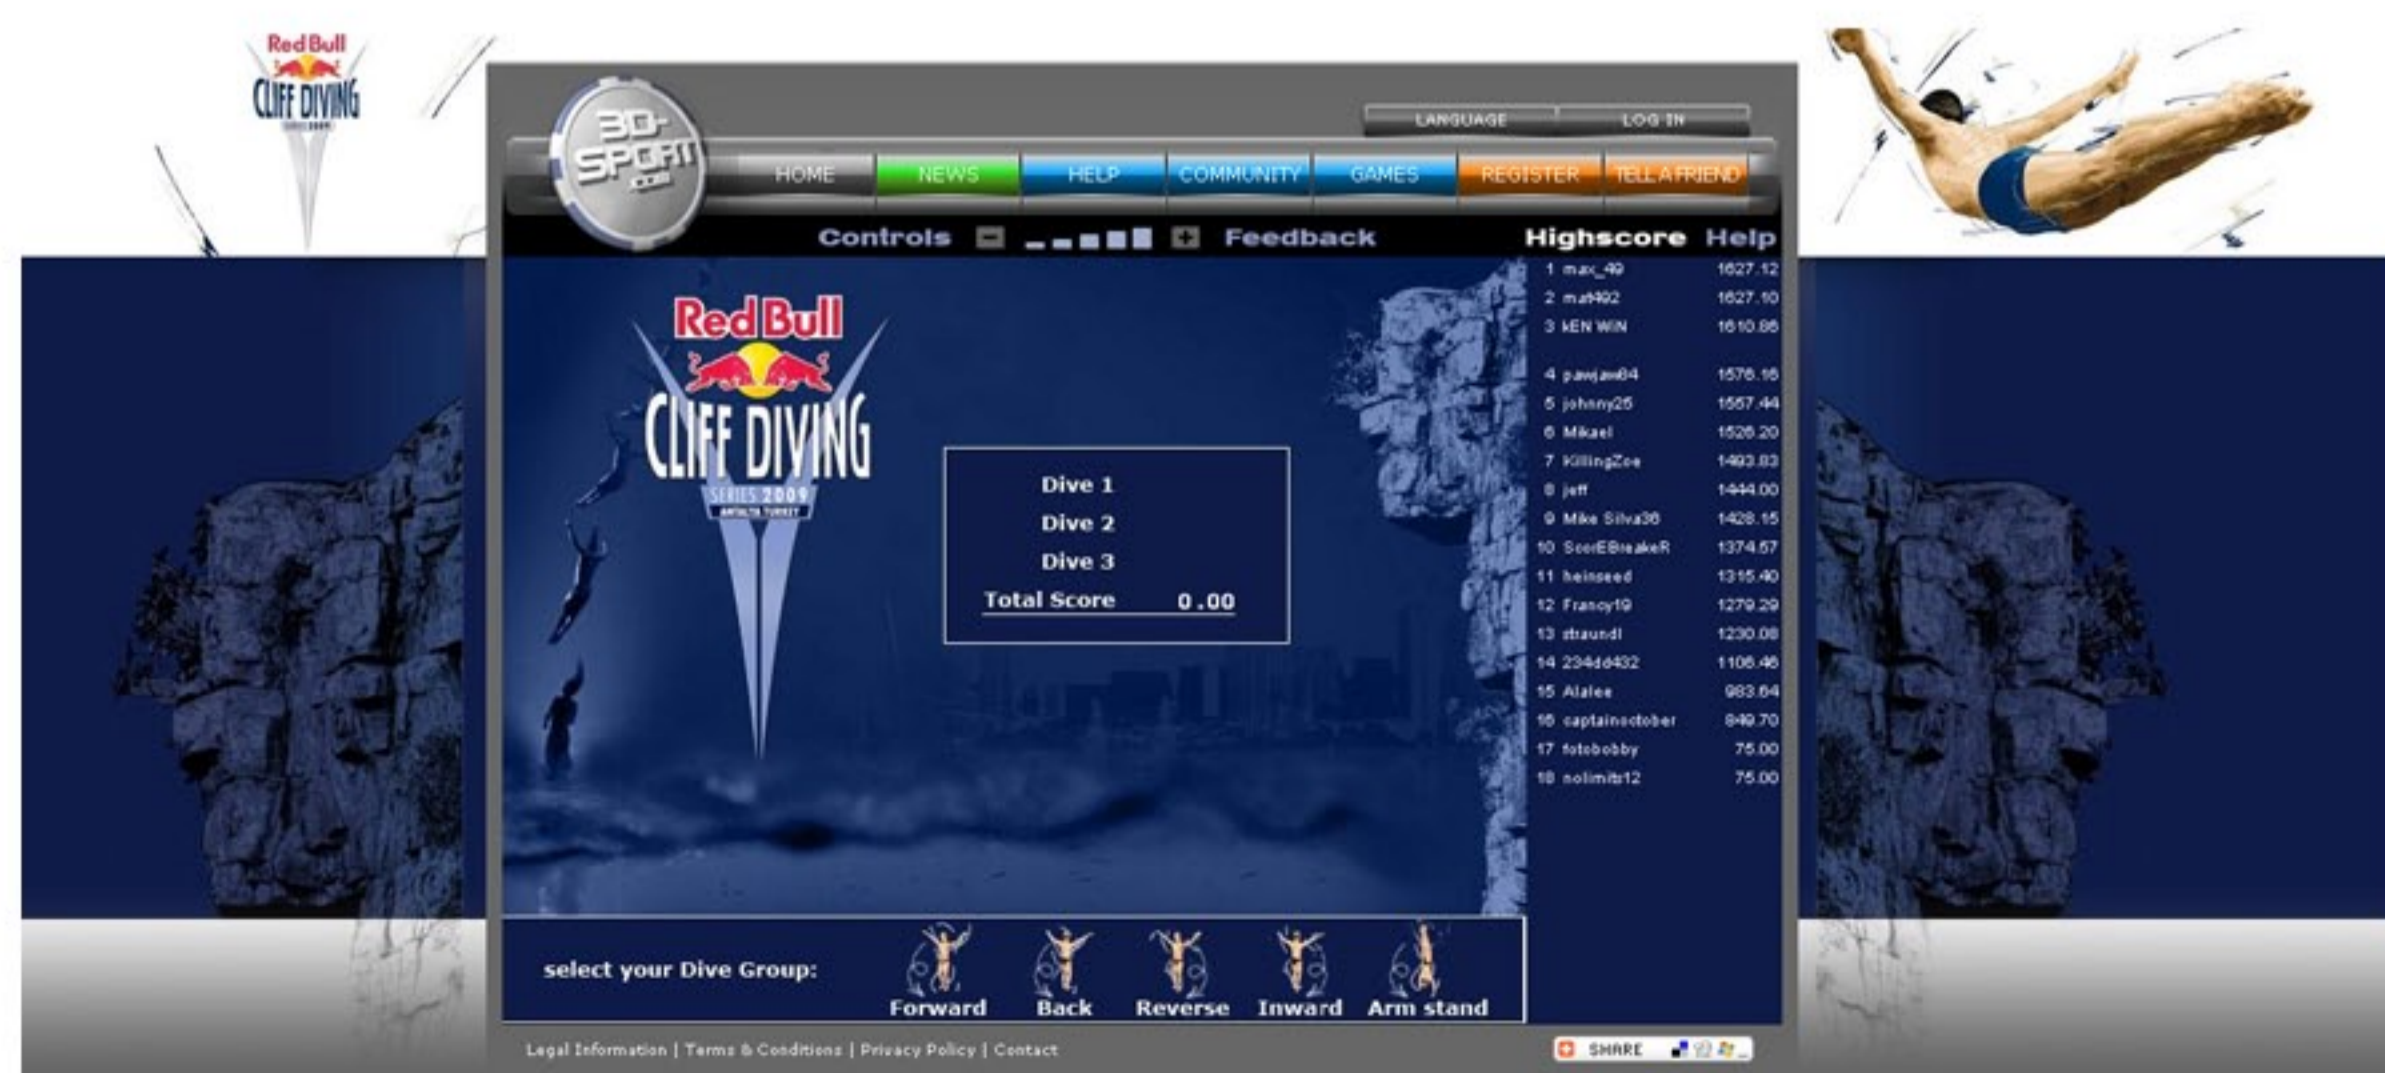 Red Bull
CLIFF DIVING
SERIES 2009
3D-
SPORT
.COM
LANGUAGE LOG IN
HOME NEWS HELP COMMUNITY GAMES REGISTER TELL A FRIEND
Controls - + Feedback Highscore Help
Red Bull
CLIFF DIVING
SERIES 2009
ANTALYA TURKEY
Dive 1
Dive 2
Dive 3
Total Score 0.00
1 max_49 1627.12
2 mat492 1627.10
3 kEN WiN 1610.86
4 pawjaw84 1576.16
5 johnny25 1557.44
6 Mikael 1526.20
7 KillingZoe 1493.83
8 jeff 1444.00
9 Mike Silva36 1428.15
10 ScorEBreakeR 1374.57
11 heinseed 1315.40
12 Francy19 1279.29
13 straundl 1230.08
14 234dd432 1106.46
15 Alalee 983.64
16 captainoctober 849.70
17 fotobobby 75.00
18 nolimits12 75.00
select your Dive Group:
Forward Back Reverse Inward Arm stand
Legal Information | Terms & Conditions | Privacy Policy | Contact
SHARE